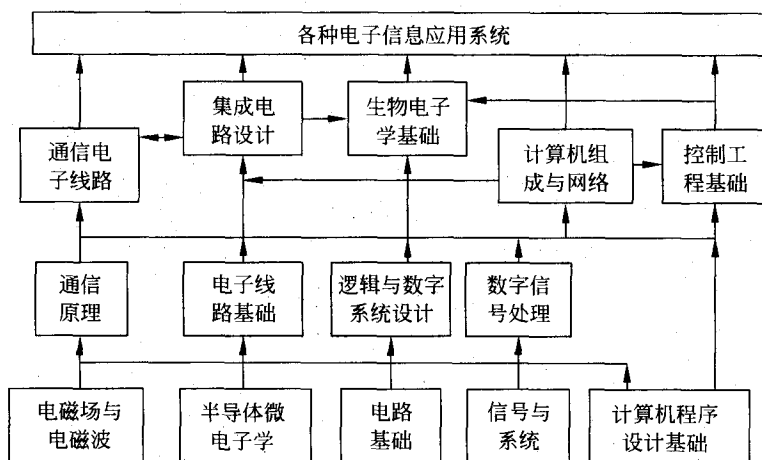 各种电子信息应用系统
集成电
路设计
生物电子
学基础
通信电
子线路
计算机组
成与网络
控制工
程基础
通信
原理
电子线
路基础
逻辑与数字
系统设计
数字信
号处理
电磁场与
电磁波
半导体微
电子学
电路
基础
信号与
系统
计算机程序
设计基础